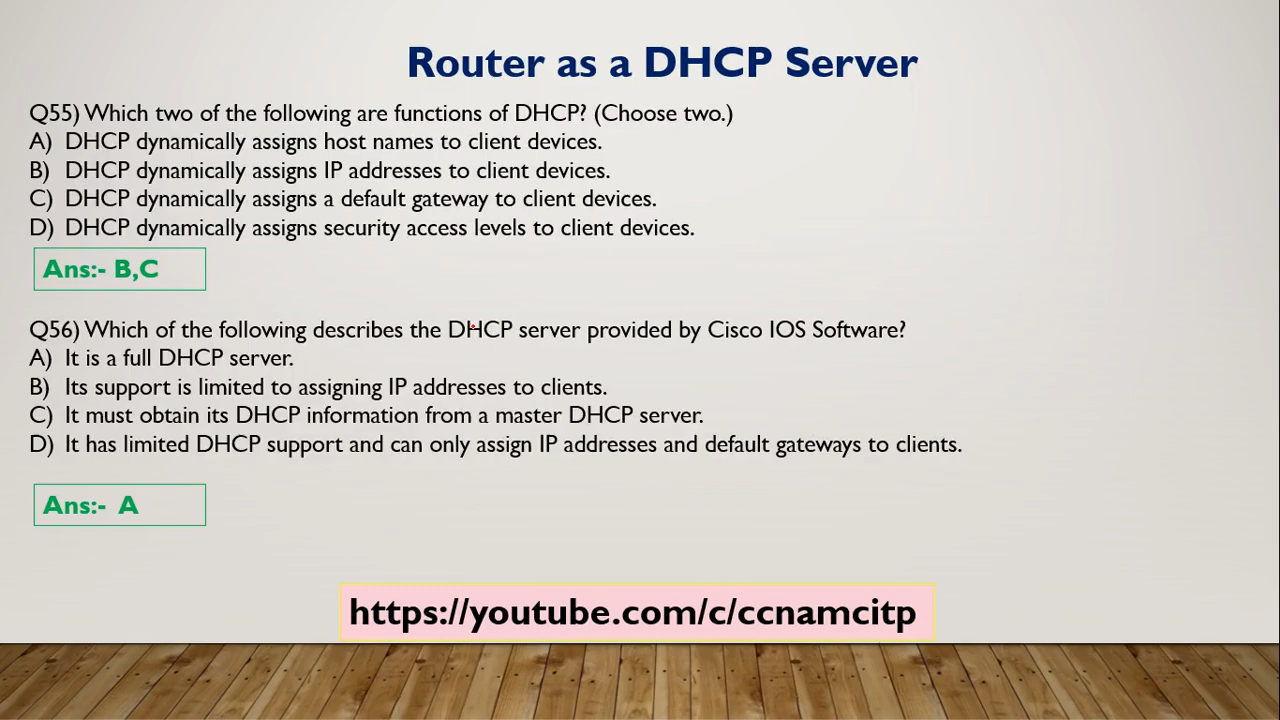 Router as a DHCP Server
Q55) Which two of the following are functions of DHCP? (Choose two.)
A) DHCP dynamically assigns host names to client devices.
B) DHCP dynamically assigns IP addresses to client devices.
C) DHCP dynamically assigns a default gateway to client devices.
D) DHCP dynamically assigns security access levels to client devices.
Ans:- B,C
Q56) Which of the following describes the DHCP server provided by Cisco IOS Software?
A) It is a full DHCP server.
B) Its support is limited to assigning IP addresses to clients.
C) It must obtain its DHCP information from a master DHCP server.
D) It has limited DHCP support and can only assign IP addresses and default gateways to clients.
Ans:- A
https://youtube.com/c/ccnamcitp